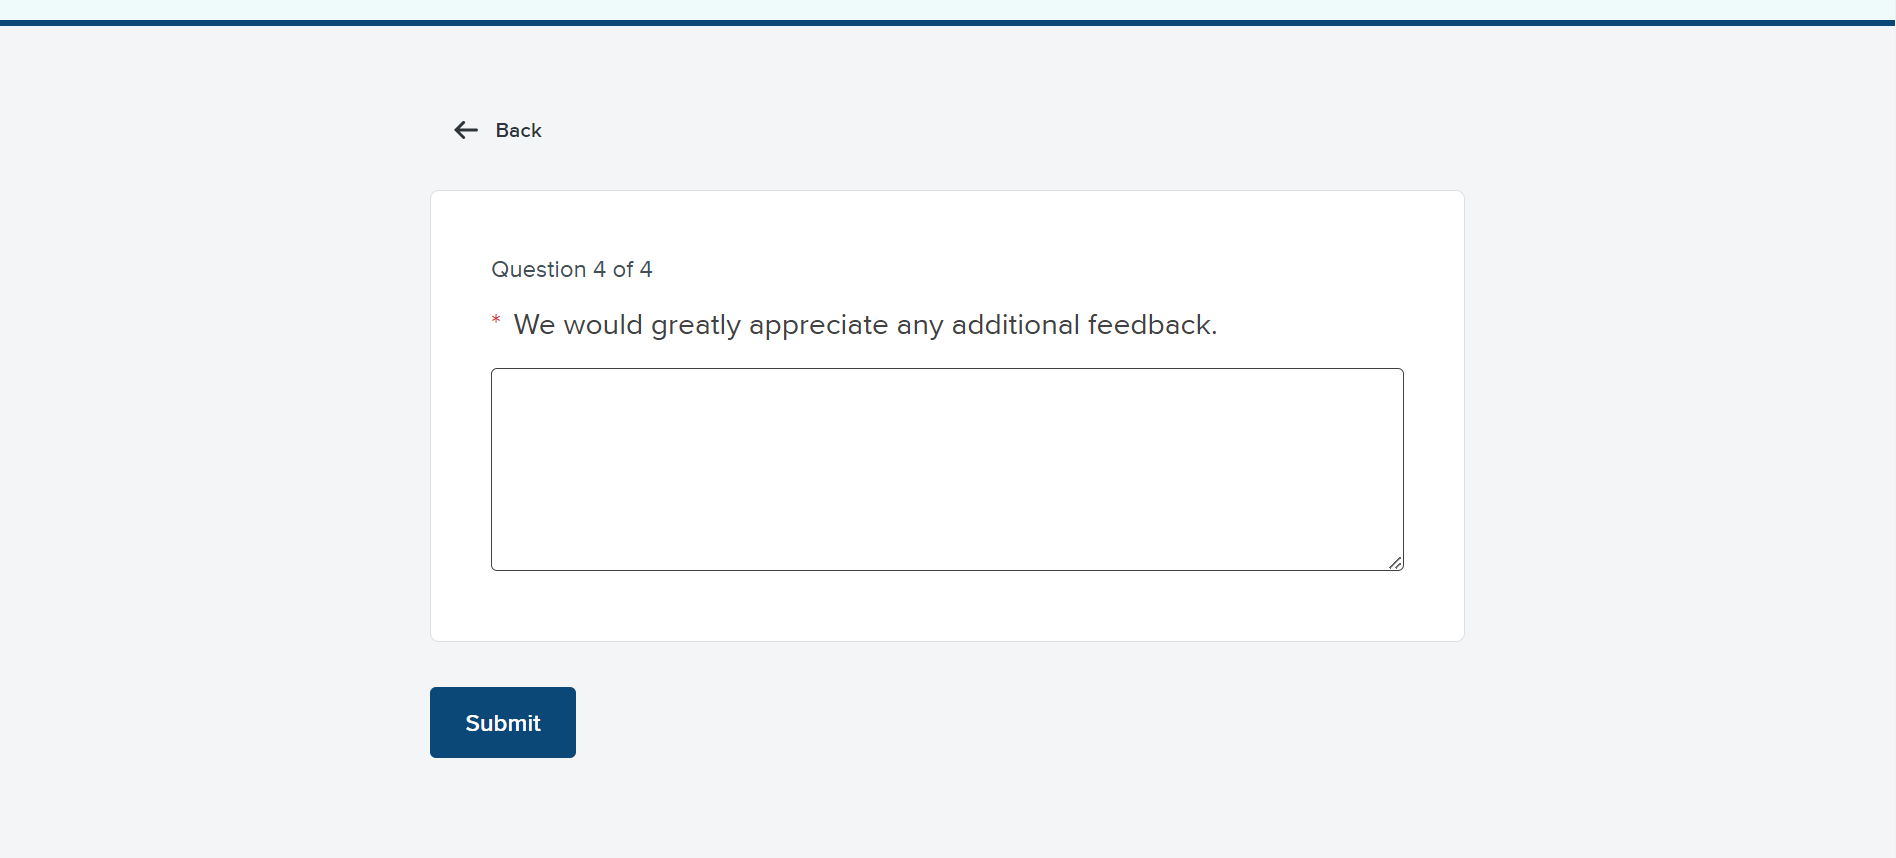 Back
Question 4 of 4
* We would greatly appreciate any additional feedback.
Submit